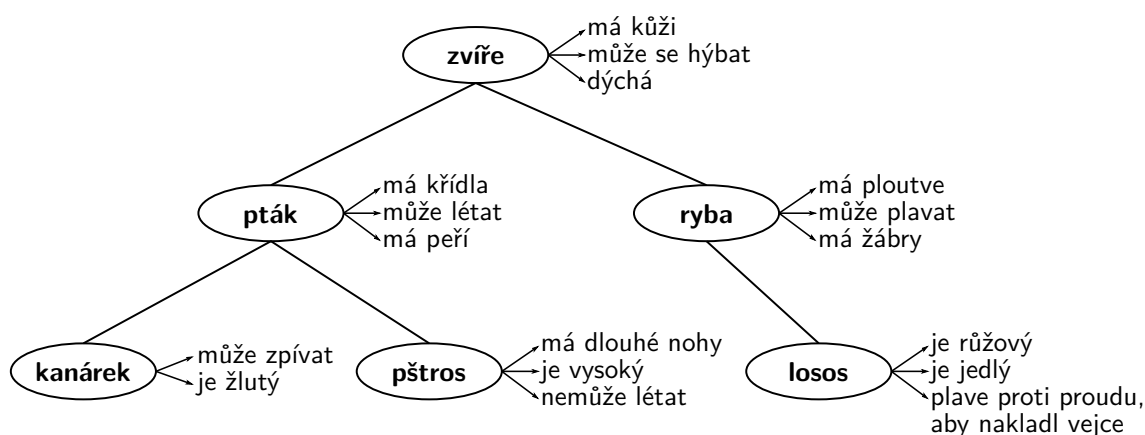 zvíře
má kůži
může se hýbat
dýchá
pták
má křídla
může létat
má peří
ryba
má ploutve
může plavat
má žábry
kanárek
může zpívat
je žlutý
pštros
má dlouhé nohy
je vysoký
nemůže létat
losos
je růžový
je jedlý
plave proti proudu,
aby nakladl vejce